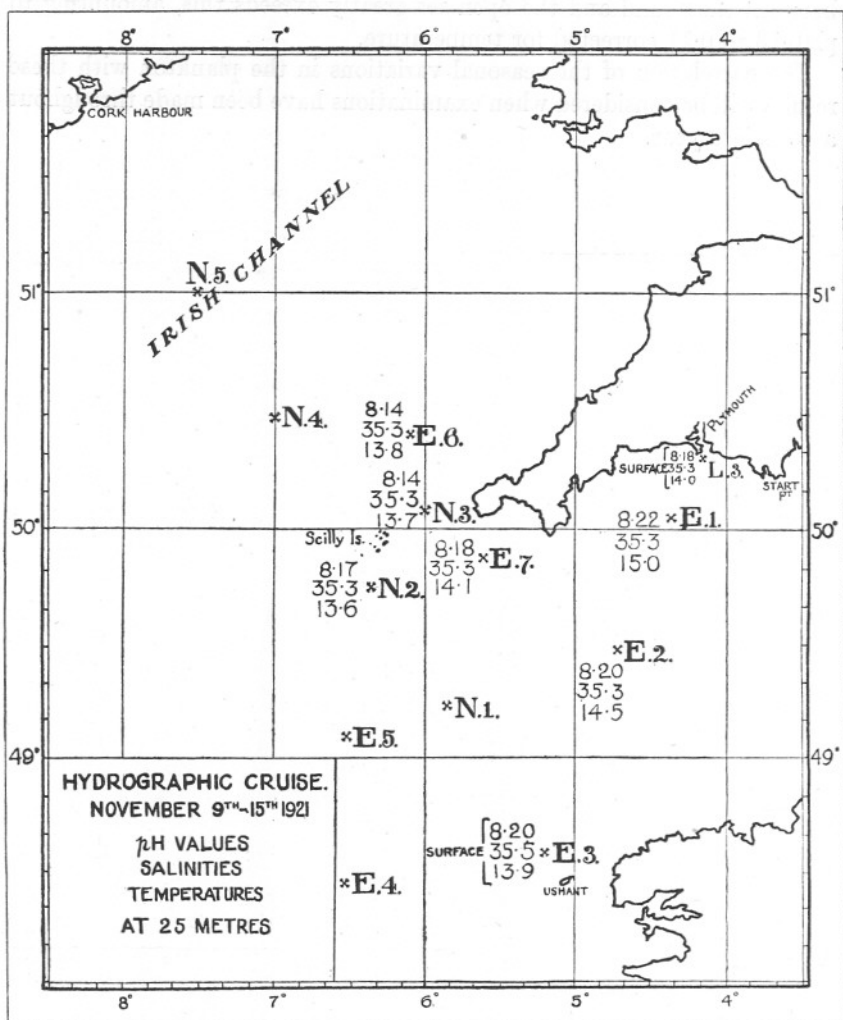 8° 7° 6° 5° 4°
CORK HARBOUR
IRISH CHANNEL
N.5.
51° 51°
N.4.
8·14
35·3
13·8
E.6.
8·14
35·3
13·7
N.3.
PLYMOUTH
SURFACE
8·18
35·3
14·0
L.3.
START PT
50° 50°
Scilly Is.
8·17
35·3
13·6
N.2.
8·18
35·3
14·1
E.7.
8·22
35·3
15·0
E.1.
E.2.
8·20
35·3
14·5
N.1.
E.5.
49° 49°
HYDROGRAPHIC CRUISE.
NOVEMBER 9TH–15TH 1921
pH VALUES
SALINITIES
TEMPERATURES
AT 25 METRES
E.4.
SURFACE
8·20
35·5
13·9
E.3.
USHANT
8° 7° 6° 5° 4°